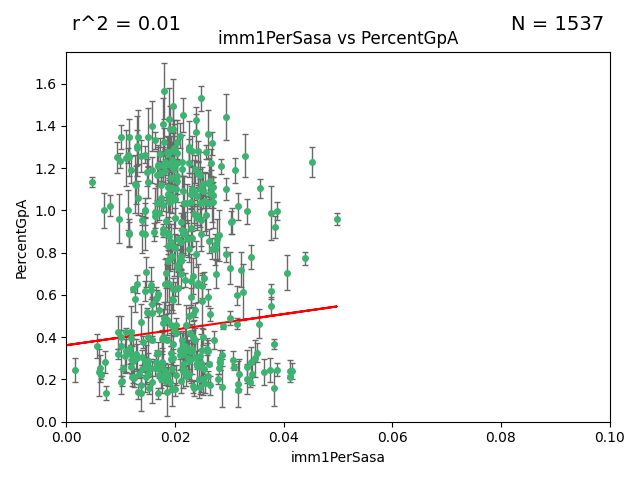 r^2 = 0.01
N = 1537
imm1PerSasa vs PercentGpA
PercentGpA
1.6
1.4
1.2
1.0
0.8
0.6
0.4
0.2
0.0
0.00 0.02 0.04 0.06 0.08 0.10
imm1PerSasa